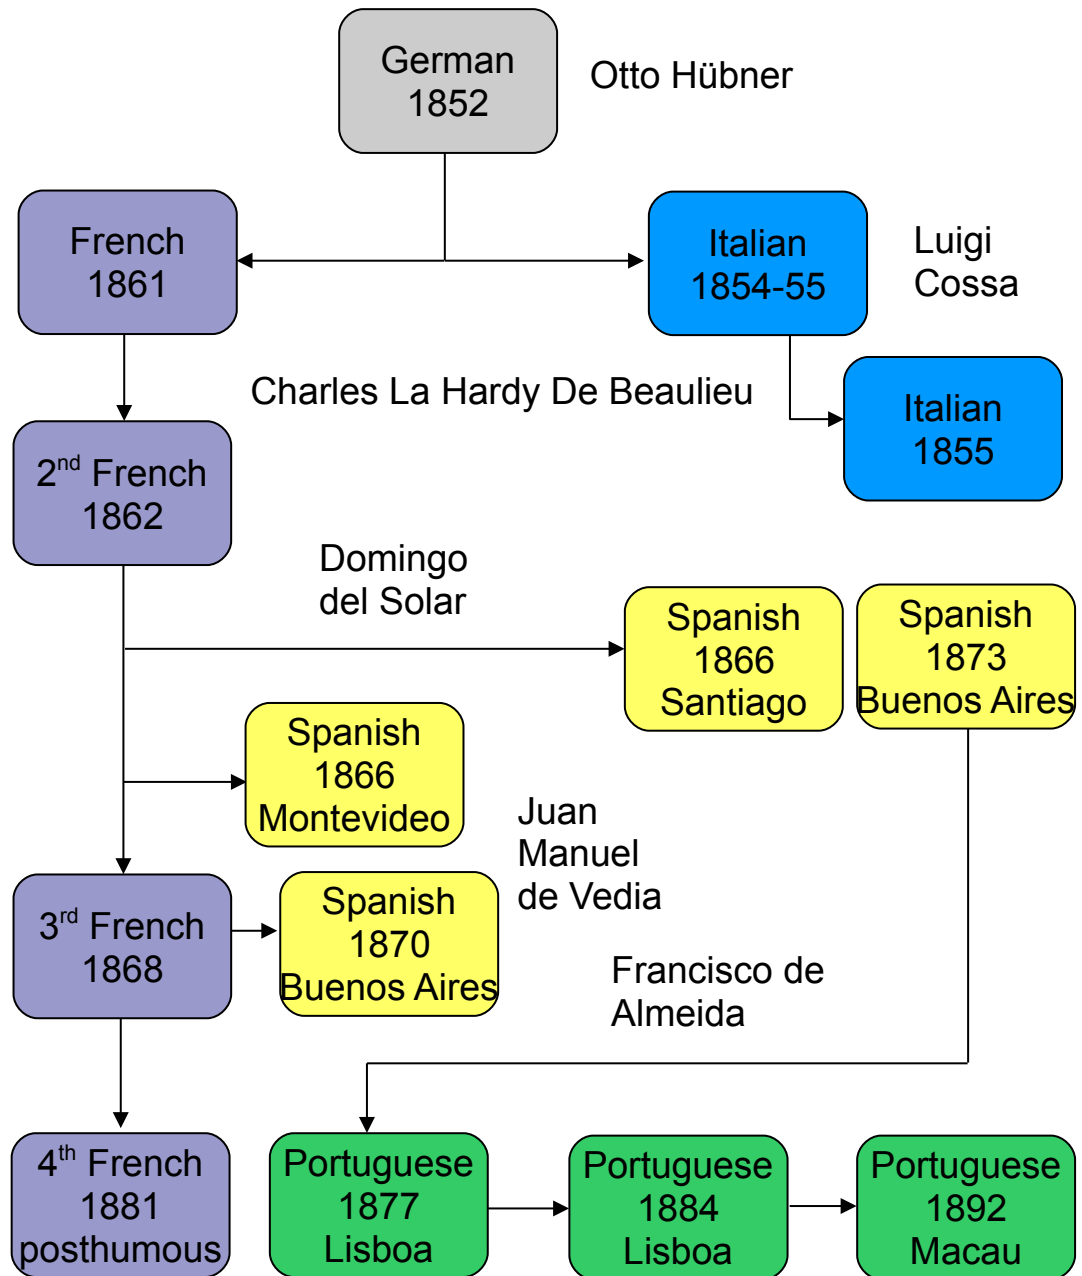 German
1852
Otto Hübner
French
1861
Italian
1854-55
Luigi
Cossa
Charles La Hardy De Beaulieu
Italian
1855
2nd French
1862
Domingo
del Solar
Spanish
1866
Santiago
Spanish
1873
Buenos Aires
Spanish
1866
Montevideo
Juan
Manuel
de Vedia
3rd French
1868
Spanish
1870
Buenos Aires
Francisco de
Almeida
4th French
1881
posthumous
Portuguese
1877
Lisboa
Portuguese
1884
Lisboa
Portuguese
1892
Macau